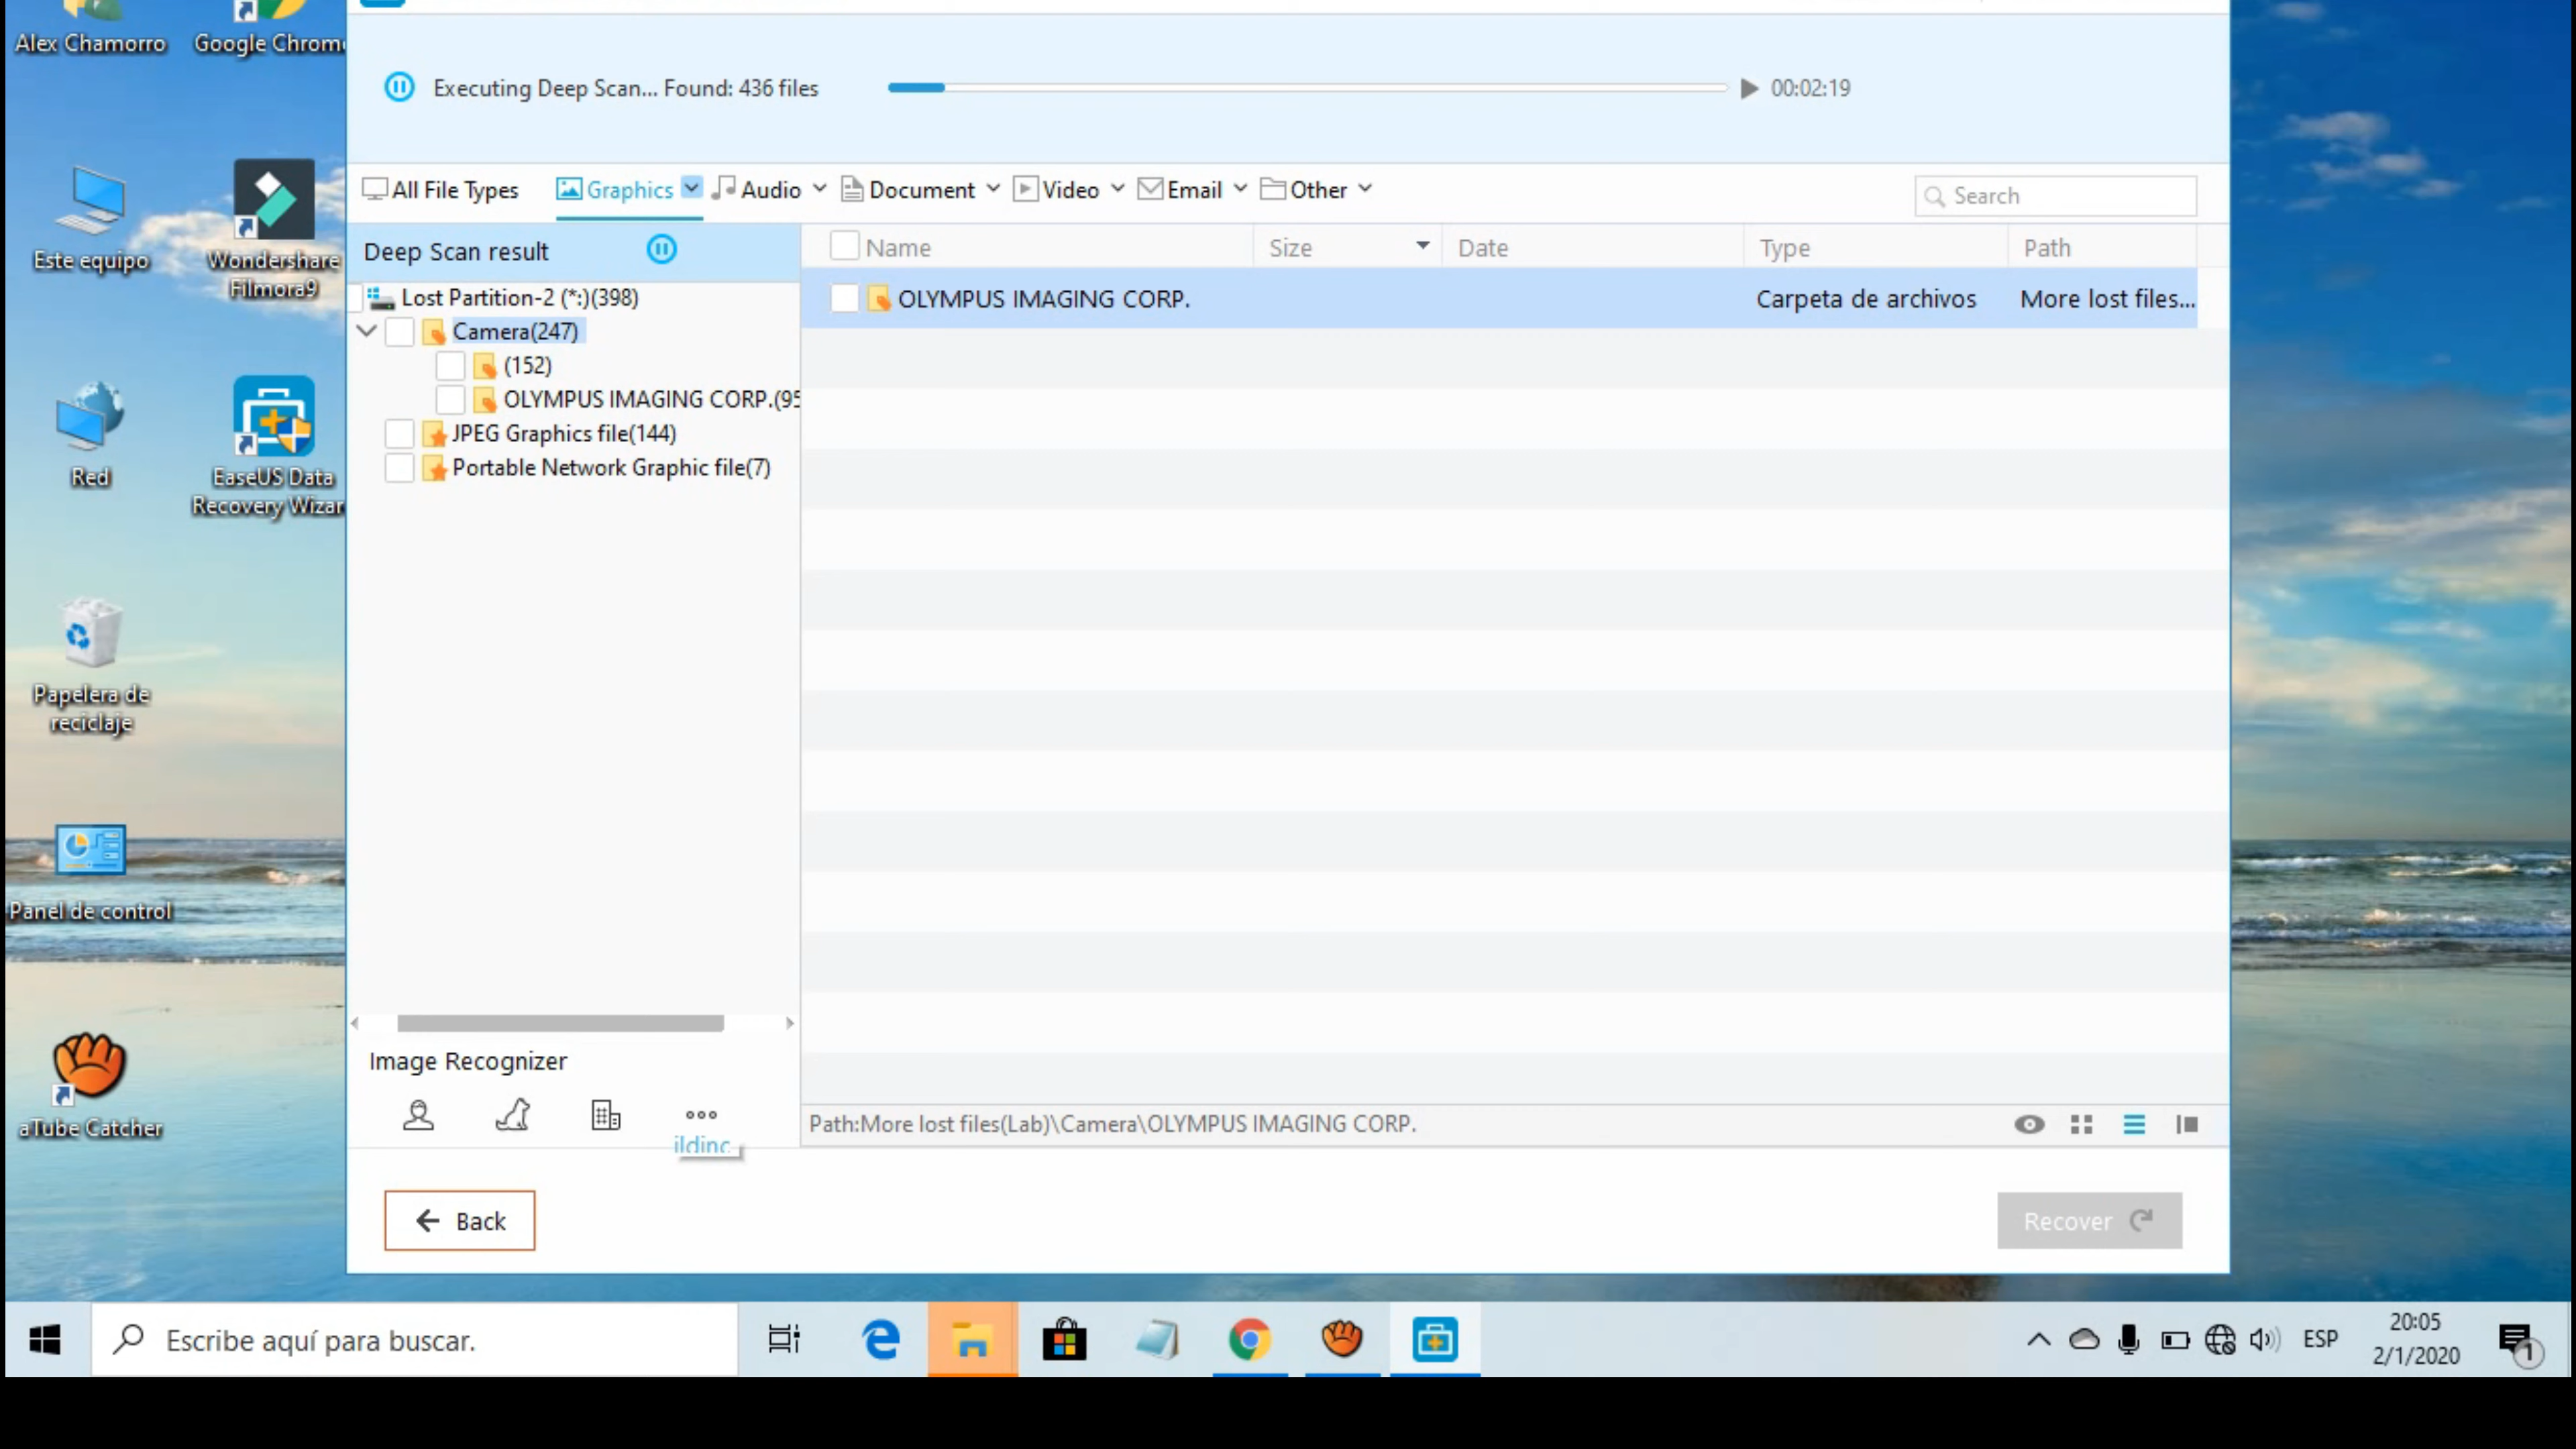 Alex Chamorro
Google Chrom
Este equipo
Wondershare
Filmora9
Red
EaseUS Data
Recovery Wizar
Papelera de
reciclaje
Panel de control
aTube Catcher
Executing Deep Scan... Found: 436 files
00:02:19
All File Types Graphics Audio Document Video Email Other
Search
Deep Scan result
Lost Partition-2 (*:)(398)
Camera(247)
(152)
OLYMPUS IMAGING CORP.(95
JPEG Graphics file(144)
Portable Network Graphic file(7)
Name Size Date Type Path
OLYMPUS IMAGING CORP. Carpeta de archivos More lost files...
Image Recognizer
Path:More lost files(Lab)\Camera\OLYMPUS IMAGING CORP.
Back
Recover
Escribe aquí para buscar.
ESP
20:05
2/1/2020
1